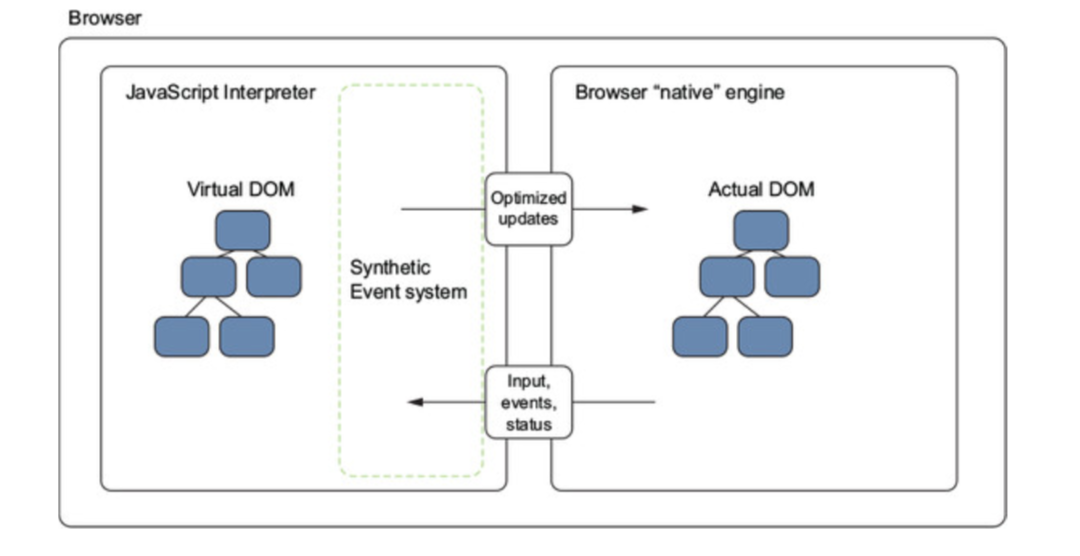 Browser
JavaScript Interpreter
Browser “native” engine
Virtual DOM
Actual DOM
Optimized
updates
Synthetic
Event system
Input,
events,
status